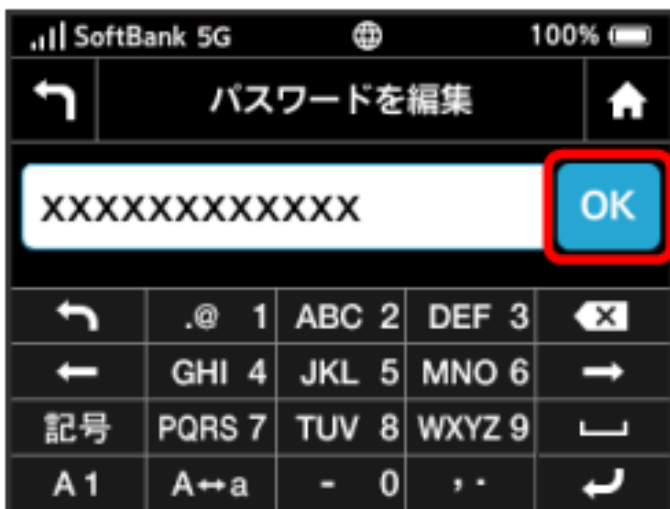 SoftBank 5G 100%
パスワードを編集
xxxxxxxxxxxx OK
.@ 1 ABC 2 DEF 3
GHI 4 JKL 5 MNO 6
記号 PQRS 7 TUV 8 WXYZ 9
A 1 A↔a - 0 , .